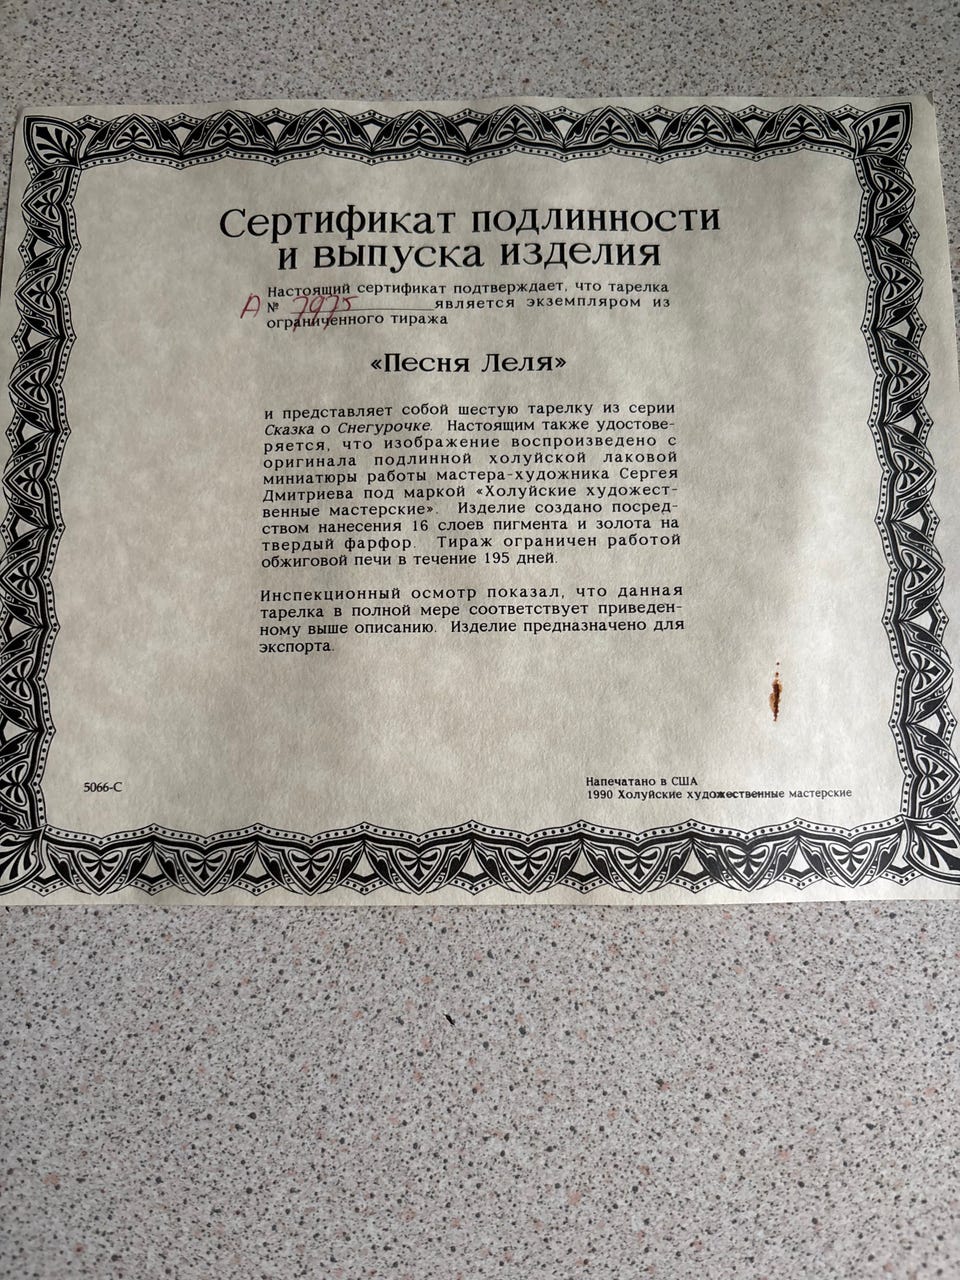 Сертификат подлинности
и выпуска изделия
Настоящий сертификат подтверждает, что тарелка
А № 7975 является экземпляром из
ограниченного тиража
«Песня Леля»
и представляет собой шестую тарелку из серии
Сказка о Снегурочке. Настоящим также удостове-
ряется, что изображение воспроизведено с
оригинала подлинной холуйской лаковой
миниатюры работы мастера-художника Сергея
Дмитриева под маркой «Холуйские художест-
венные мастерские». Изделие создано посред-
ством нанесения 16 слоев пигмента и золота на
твердый фарфор. Тираж ограничен работой
обжиговой печи в течение 195 дней.
Инспекционный осмотр показал, что данная
тарелка в полной мере соответствует приведен-
ному выше описанию. Изделие предназначено для
экспорта.
5066-С
Напечатано в США
1990 Холуйские художественные мастерские